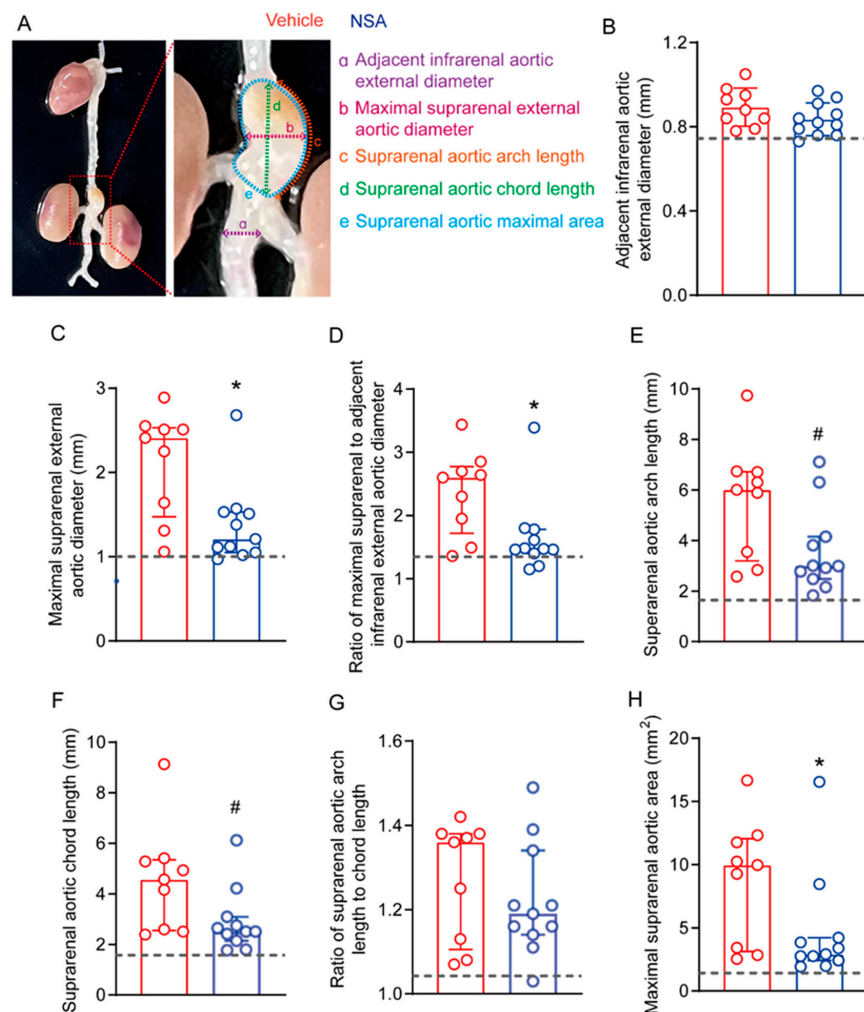 A
Vehicle NSA
a Adjacent infrarenal aortic
external diameter
b Maximal suprarenal external
aortic diameter
c Suprarenal aortic arch length
d Suprarenal aortic chord length
e Suprarenal aortic maximal area
d
b
c
e
a
B
Adjacent infrarenal aortic
external diameter (mm)
1.2
0.8
0.4
0.0
C
Maximal suprarenal external
aortic diameter (mm)
3
2
1
0
*
D
Ratio of maximal suprarenal to adjacent
infrarenal external aortic diameter
4
3
2
1
0
*
E
Superarenal aortic arch length (mm)
10
8
6
4
2
0
#
F
Suprarenal aortic chord length (mm)
10
8
6
4
2
0
#
G
Ratio of suprarenal aortic arch
length to chord length
1.6
1.4
1.2
1.0
H
Maximal suprarenal aortic area (mm²)
20
15
10
5
0
*